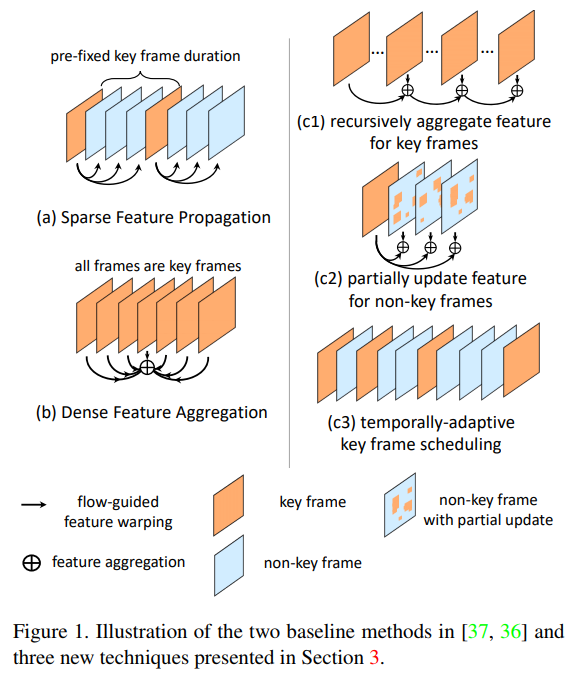 pre-fixed key frame duration
(a) Sparse Feature Propagation
all frames are key frames
(b) Dense Feature Aggregation
... ... ...
(c1) recursively aggregate feature
for key frames
(c2) partially update feature
for non-key frames
(c3) temporally-adaptive
key frame scheduling
flow-guided
feature warping
key frame
non-key frame
with partial update
feature aggregation
non-key frame
Figure 1. Illustration of the two baseline methods in [37, 36] and
three new techniques presented in Section 3.